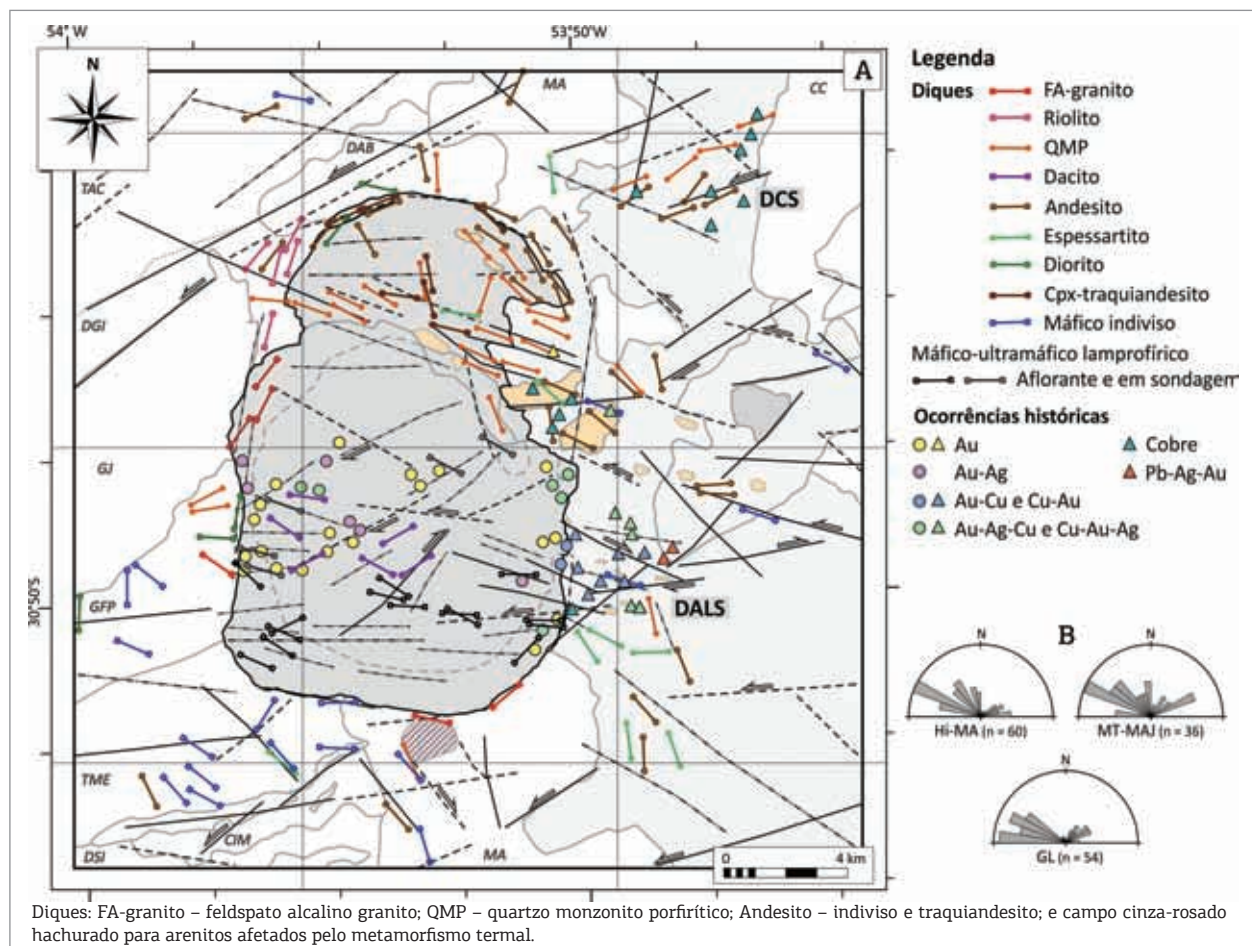 54° W
53°50'W
N
A
MA
CC
DAB
TAC
DCS
DGI
GJ
30°50'S
GFP
DALS
TME
CIM
DSI
MA
0 4 km
Legenda
Diques
FA-granito
Riolito
QMP
Dacito
Andesito
Espessartito
Diorito
Cpx-traquiandesito
Máfico indiviso
Máfico-ultramáfico lamprofírico
Aflorante e em sondagem
Ocorrências históricas
Au
Cobre
Au-Ag
Pb-Ag-Au
Au-Cu e Cu-Au
Au-Ag-Cu e Cu-Au-Ag
B
N
N
Hi-MA (n = 60)
MT-MAJ (n = 36)
N
GL (n = 54)
Diques: FA-granito – feldspato alcalino granito; QMP – quartzo monzonito porfirítico; Andesito – indiviso e traquiandesito; e campo cinza-rosado
hachurado para arenitos afetados pelo metamorfismo termal.